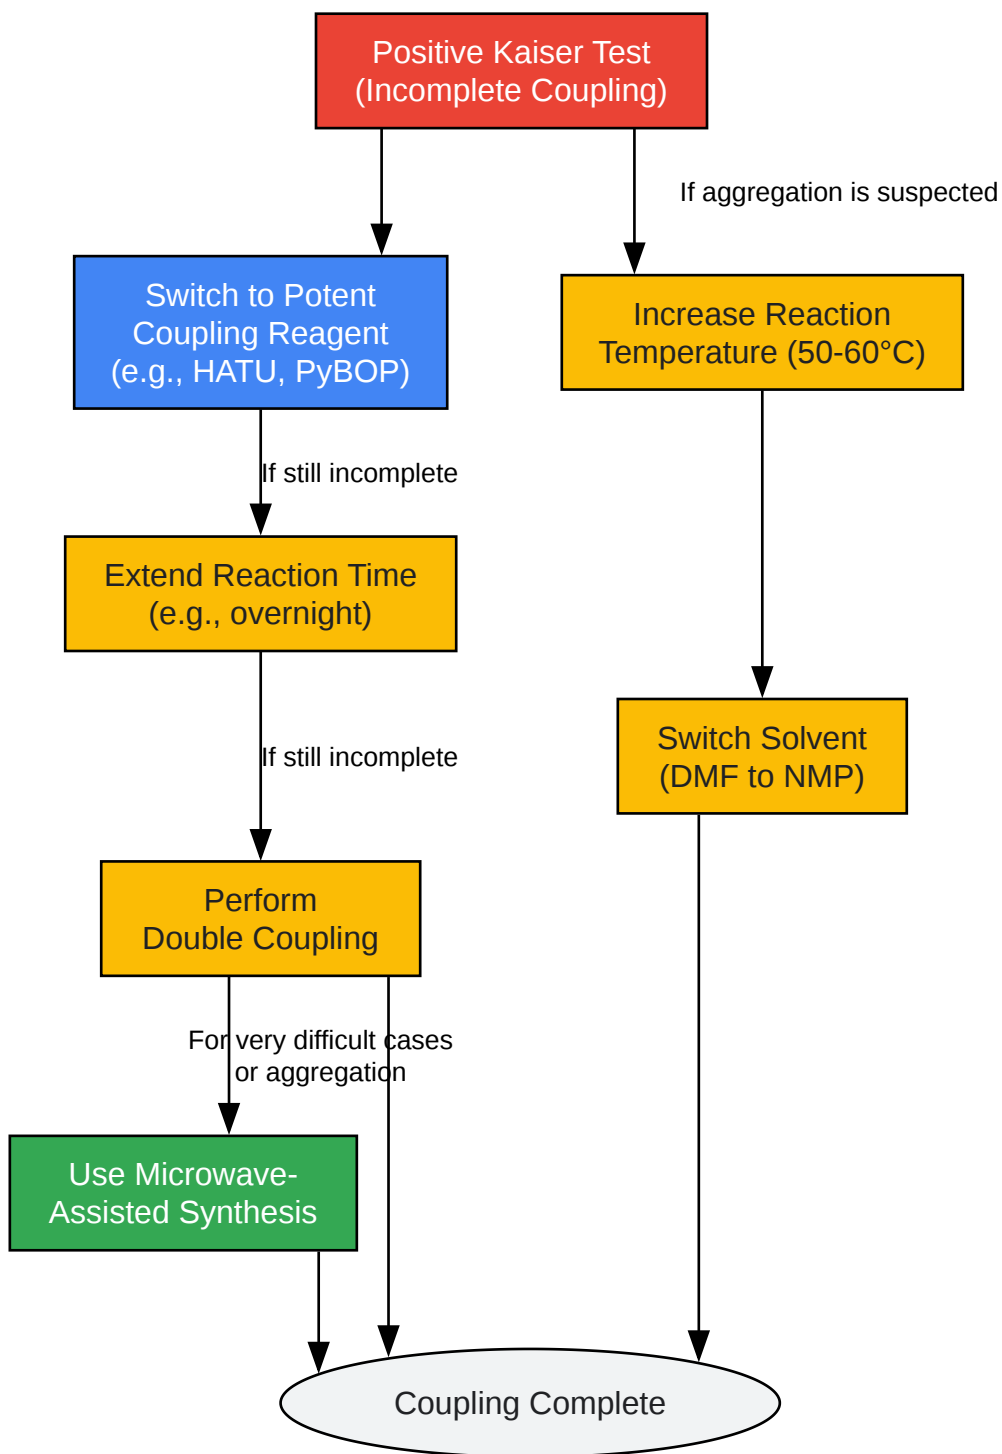 Positive Kaiser Test
(Incomplete Coupling)
If aggregation is suspected
Switch to Potent
Coupling Reagent
(e.g., HATU, PyBOP)
Increase Reaction
Temperature (50-60°C)
If still incomplete
Extend Reaction Time
(e.g., overnight)
If still incomplete
Switch Solvent
(DMF to NMP)
Perform
Double Coupling
For very difficult cases
or aggregation
Use Microwave-
Assisted Synthesis
Coupling Complete